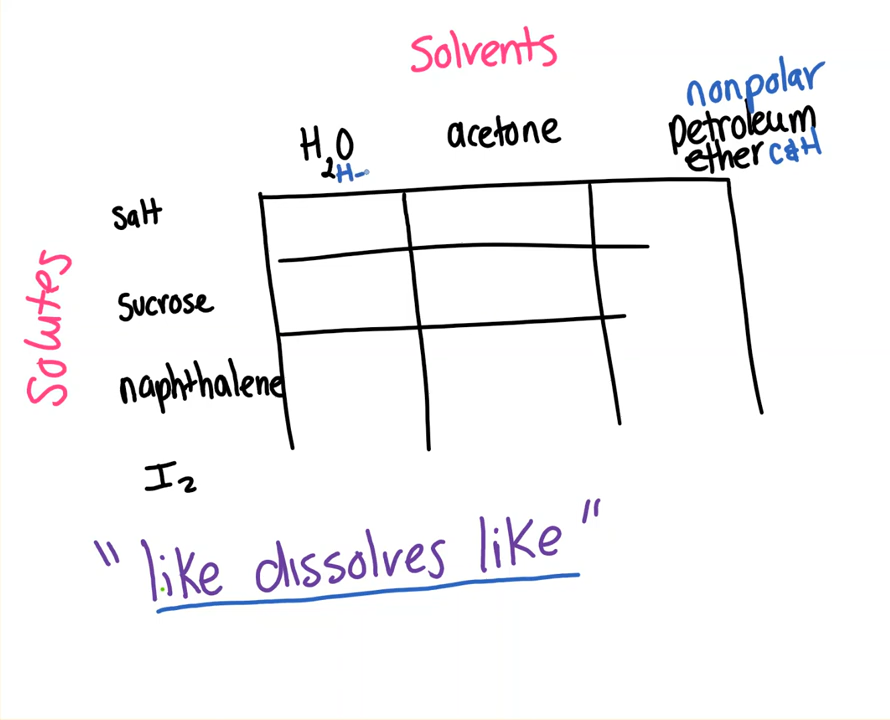 Solvents
nonpolar
H₂O acetone petroleum
ether C&H
H-
Salt
Solutes
Sucrose
naphthalene
I₂
"like dissolves like"